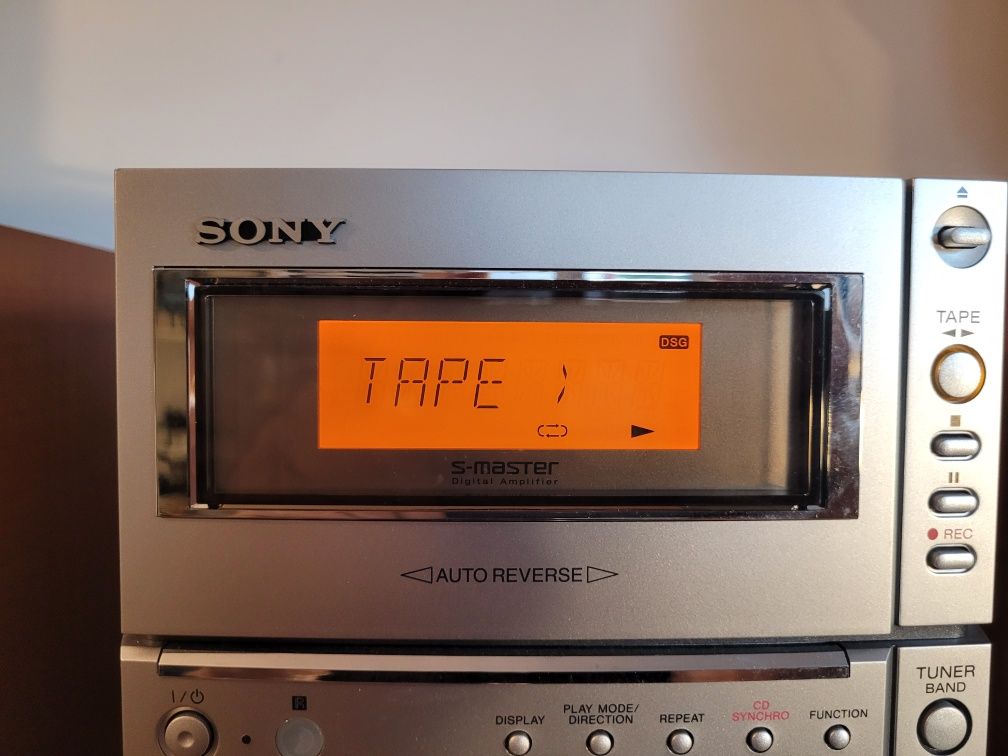 SONY
TAPE
DSG
TAPE >
S-MASTER
Digital Amplifier
REC
AUTO REVERSE
TUNER
BAND
I/⏻
IR
DISPLAY
PLAY MODE/
DIRECTION
REPEAT
CD
SYNCHRO
FUNCTION